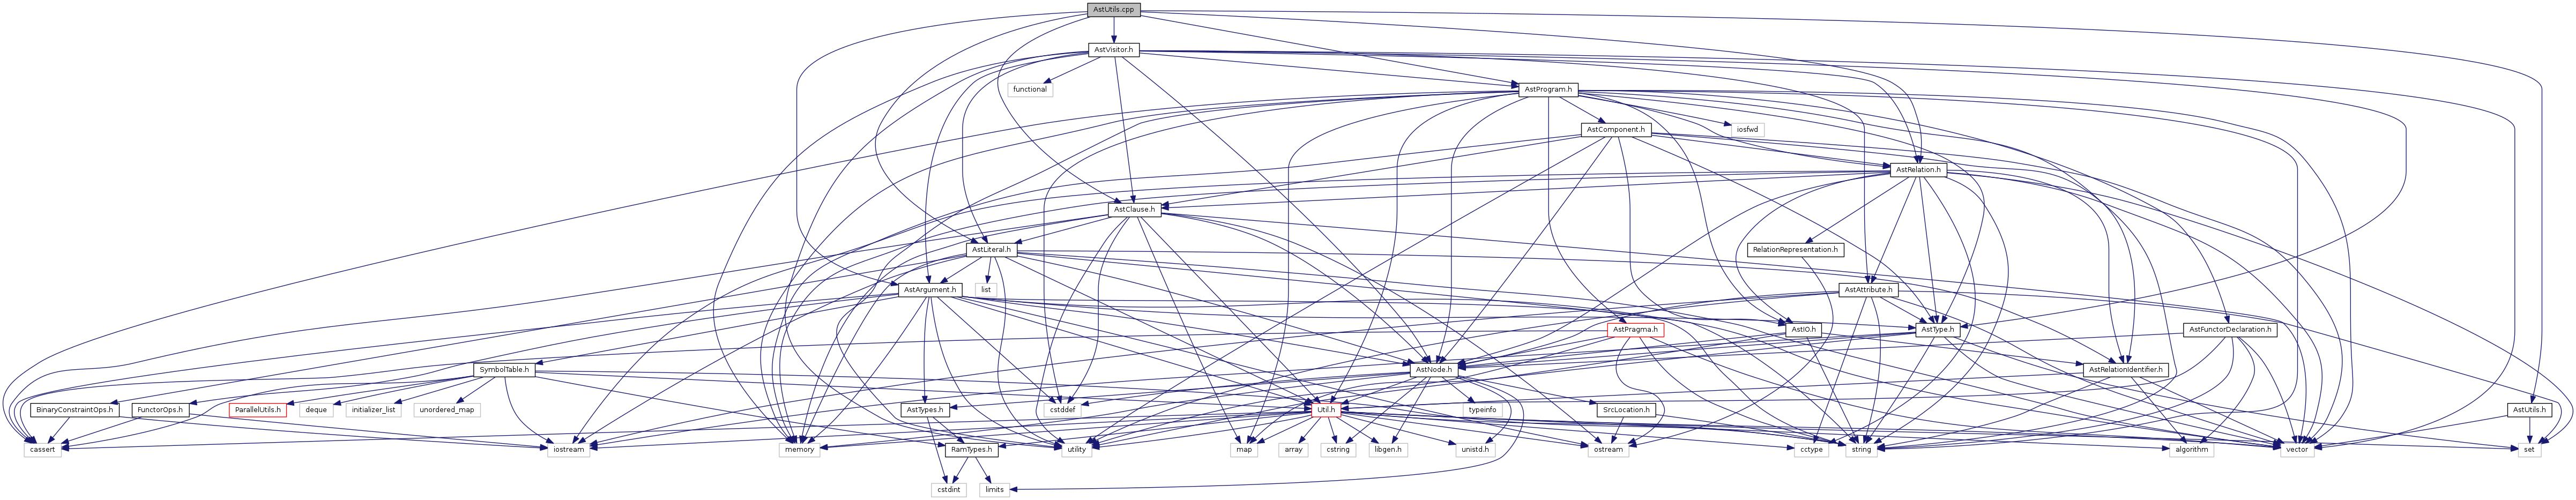 AstUtils.cpp
AstVisitor.h
functional
AstProgram.h
AstComponent.h
iosfwd
AstRelation.h
AstClause.h
AstLiteral.h
RelationRepresentation.h
AstArgument.h
list
AstAttribute.h
AstPragma.h
AstIO.h
AstType.h
AstFunctorDeclaration.h
SymbolTable.h
AstNode.h
AstRelationIdentifier.h
BinaryConstraintOps.h
FunctorOps.h
ParallelUtils.h
deque
initializer_list
unordered_map
AstTypes.h
cstddef
Util.h
typeinfo
SrcLocation.h
AstUtils.h
cassert
iostream
memory
RamTypes.h
utility
map
array
cstring
libgen.h
unistd.h
ostream
cctype
string
algorithm
vector
set
cstdint
limits